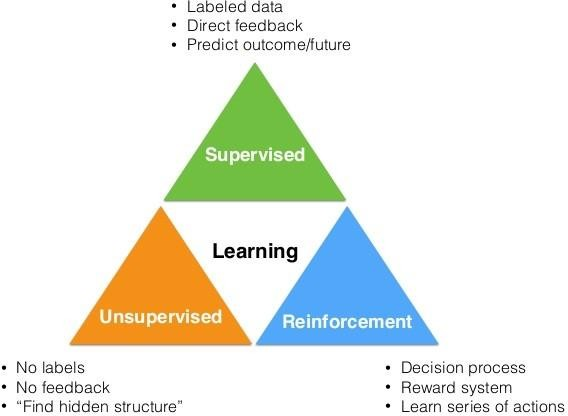 • Labeled data
• Direct feedback
• Predict outcome/future
Supervised
Learning
Unsupervised
Reinforcement
• No labels
• No feedback
• “Find hidden structure”
• Decision process
• Reward system
• Learn series of actions